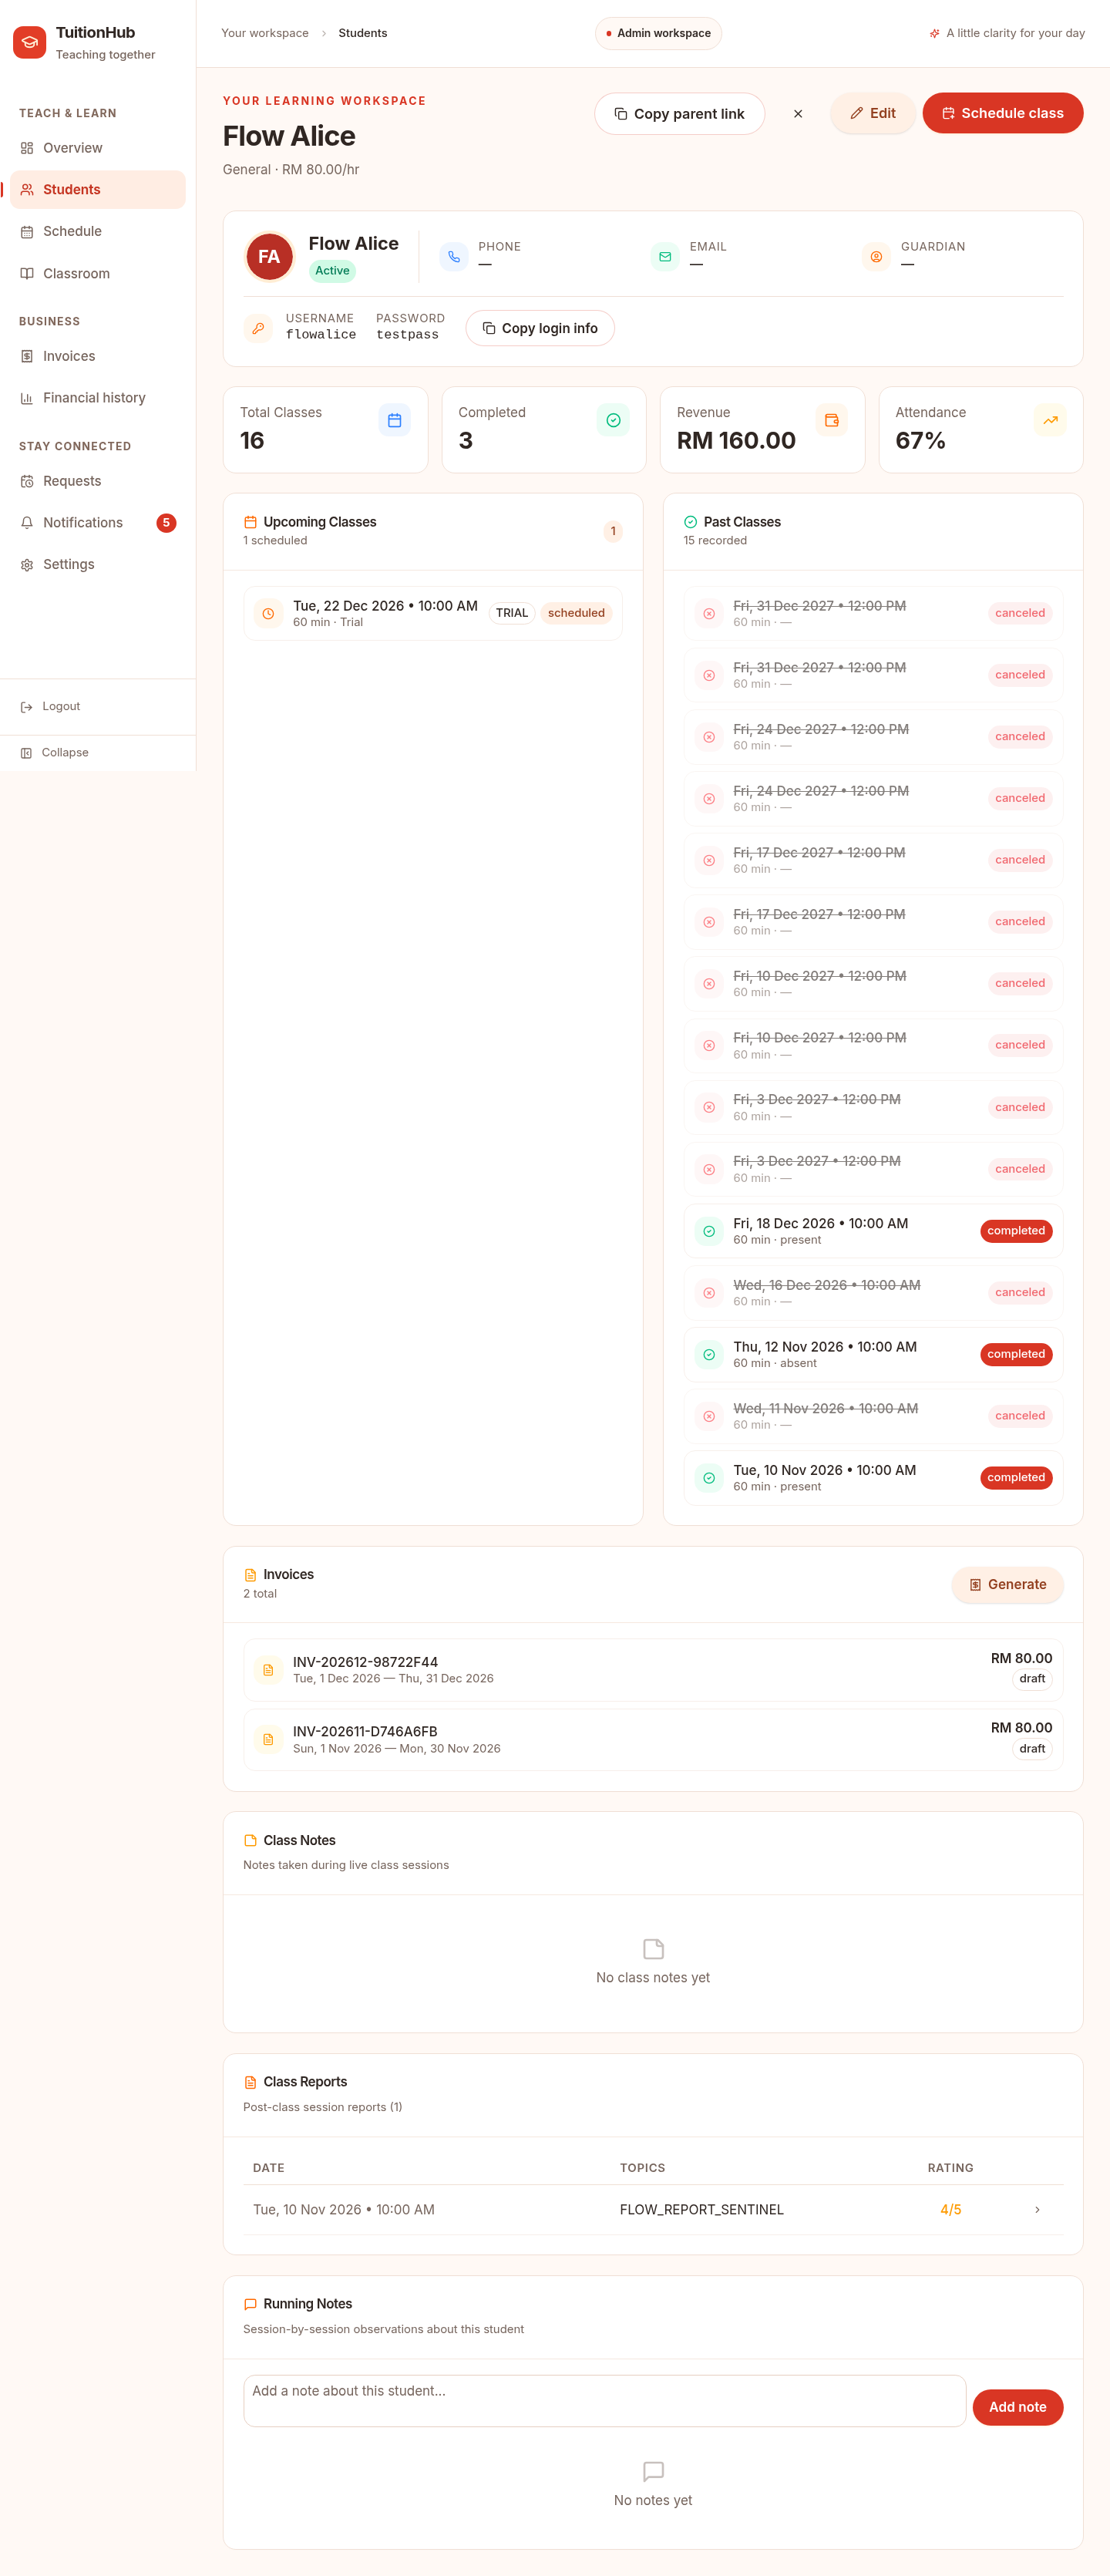 TuitionHub
Teaching together
TEACH & LEARN
Overview
Students
Schedule
Classroom
BUSINESS
Invoices
Financial history
STAY CONNECTED
Requests
Notifications
5
Settings
Logout
Collapse
Your workspace
Students
Admin workspace
A little clarity for your day
YOUR LEARNING WORKSPACE
Flow Alice
General · RM 80.00/hr
Copy parent link
Edit
Schedule class
FA
Flow Alice
Active
PHONE
—
EMAIL
—
GUARDIAN
—
USERNAME
flowalice
PASSWORD
testpass
Copy login info
Total Classes
16
Completed
3
Revenue
RM 160.00
Attendance
67%
Upcoming Classes
1 scheduled
1
Tue, 22 Dec 2026 • 10:00 AM
60 min · Trial
TRIAL
scheduled
Past Classes
15 recorded
Fri, 31 Dec 2027 • 12:00 PM
60 min · —
canceled
Fri, 31 Dec 2027 • 12:00 PM
60 min · —
canceled
Fri, 24 Dec 2027 • 12:00 PM
60 min · —
canceled
Fri, 24 Dec 2027 • 12:00 PM
60 min · —
canceled
Fri, 17 Dec 2027 • 12:00 PM
60 min · —
canceled
Fri, 17 Dec 2027 • 12:00 PM
60 min · —
canceled
Fri, 10 Dec 2027 • 12:00 PM
60 min · —
canceled
Fri, 10 Dec 2027 • 12:00 PM
60 min · —
canceled
Fri, 3 Dec 2027 • 12:00 PM
60 min · —
canceled
Fri, 3 Dec 2027 • 12:00 PM
60 min · —
canceled
Fri, 18 Dec 2026 • 10:00 AM
60 min · present
completed
Wed, 16 Dec 2026 • 10:00 AM
60 min · —
canceled
Thu, 12 Nov 2026 • 10:00 AM
60 min · absent
completed
Wed, 11 Nov 2026 • 10:00 AM
60 min · —
canceled
Tue, 10 Nov 2026 • 10:00 AM
60 min · present
completed
Invoices
2 total
Generate
INV-202612-98722F44
Tue, 1 Dec 2026 — Thu, 31 Dec 2026
RM 80.00
draft
INV-202611-D746A6FB
Sun, 1 Nov 2026 — Mon, 30 Nov 2026
RM 80.00
draft
Class Notes
Notes taken during live class sessions
No class notes yet
Class Reports
Post-class session reports (1)
DATE TOPICS RATING
Tue, 10 Nov 2026 • 10:00 AM FLOW_REPORT_SENTINEL 4/5
Running Notes
Session-by-session observations about this student
Add a note about this student...
Add note
No notes yet